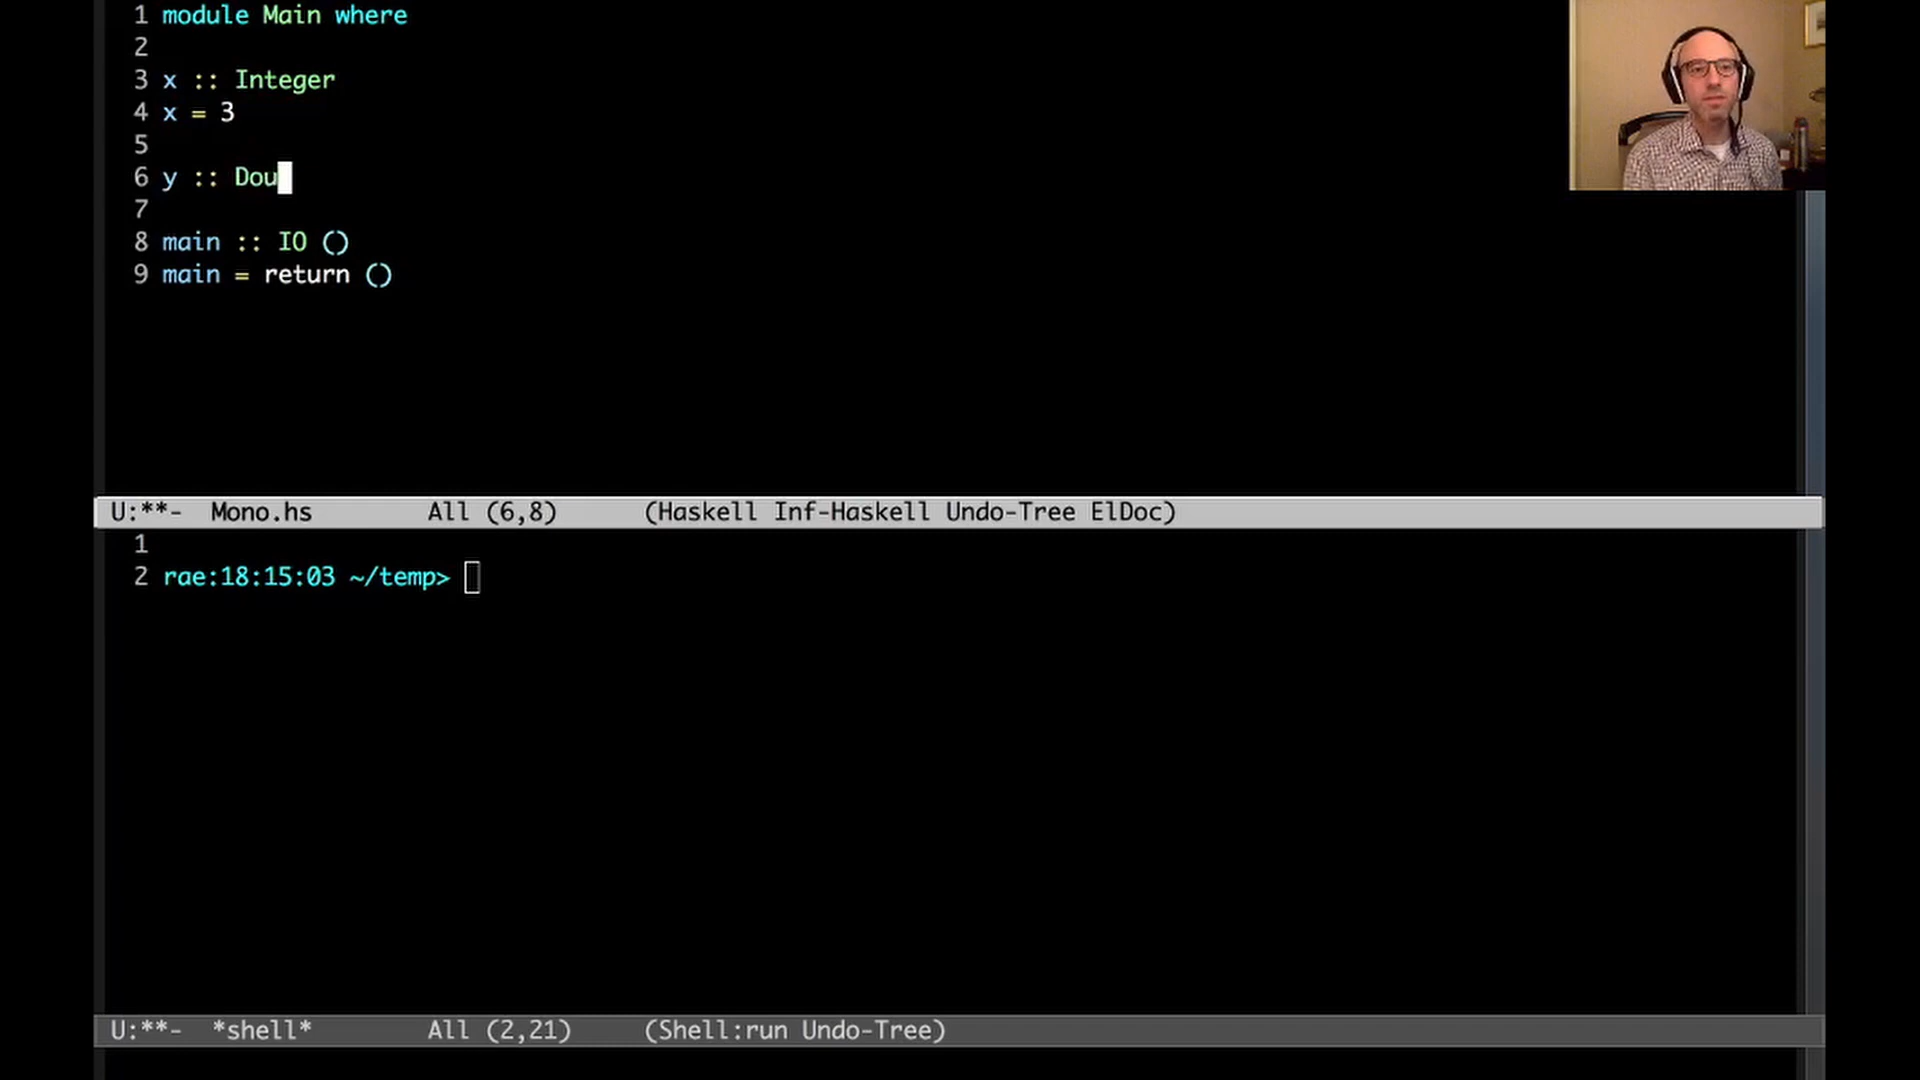 1 module Main where
2
3 x :: Integer
4 x = 3
5
6 y :: Dou
7
8 main :: IO ()
9 main = return ()
U:**-  Mono.hs        All (6,8)      (Haskell Inf-Haskell Undo-Tree ElDoc)
1
2 rae:18:15:03 ~/temp>
U:**-  *shell*        All (2,21)     (Shell:run Undo-Tree)